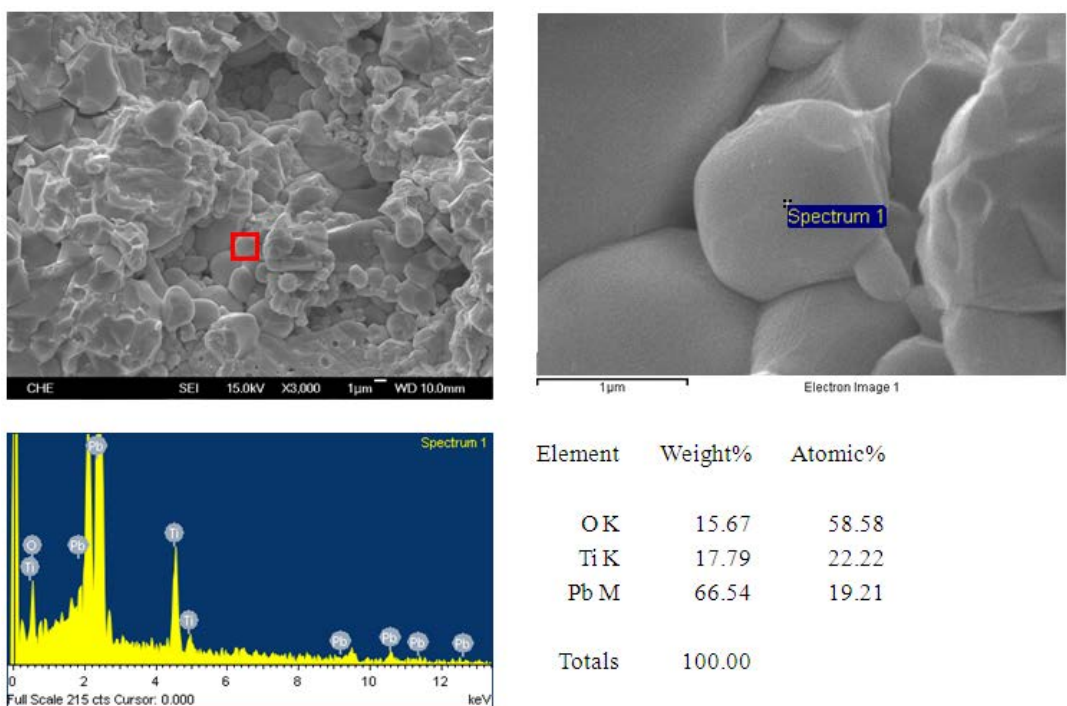 CHE SEI 15.0kV X3,000 1µm WD 10.0mm
Spectrum 1
1µm Electron Image 1
Spectrum 1
Pb
Ti
O Pb
Ti
Ti
Pb Pb Pb Pb
0 2 4 6 8 10 12
Full Scale 215 cts Cursor: 0.000 keV
Element Weight% Atomic%
O K 15.67 58.58
Ti K 17.79 22.22
Pb M 66.54 19.21
Totals 100.00